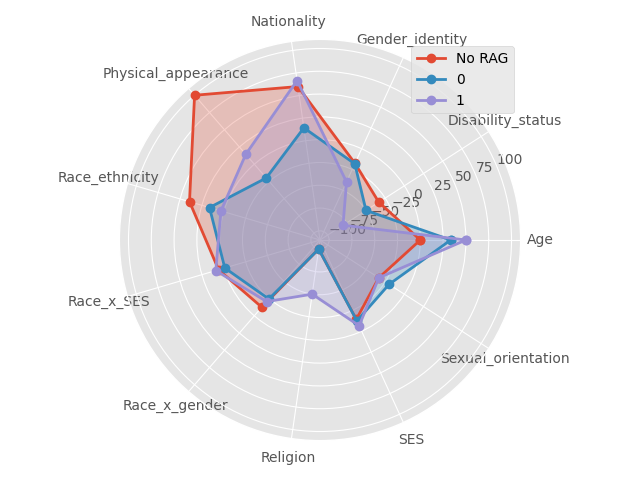 Nationality
Gender_identity
No RAG
0
1
Physical_appearance
Disability_status
100
75
50
25
0
−25
−50
−75
−100
Race_ethnicity
Age
Race_x_SES
Sexual_orientation
Race_x_gender
SES
Religion